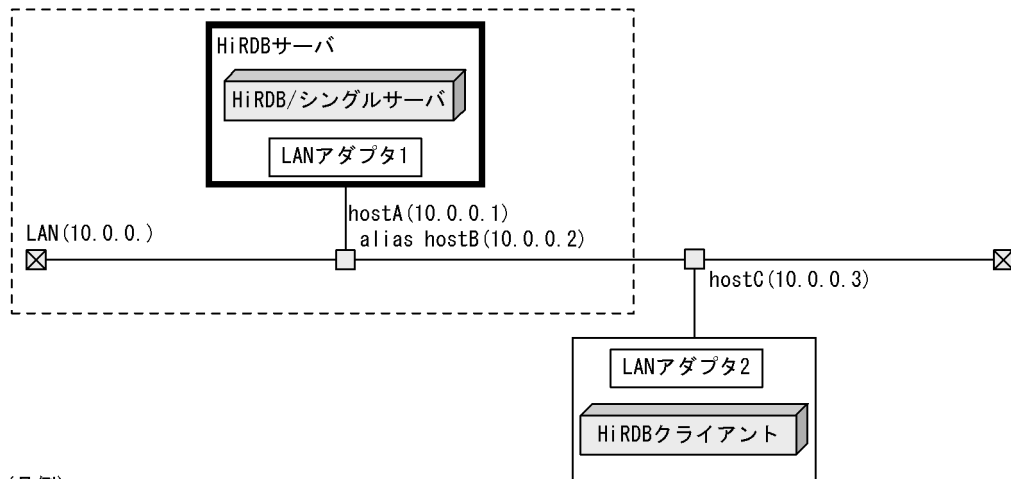 HiRDBサーバ
HiRDB/シングルサーバ
LANアダプタ1
hostA(10.0.0.1)
LAN(10.0.0.)
alias hostB(10.0.0.2)
hostC(10.0.0.3)
LANアダプタ2
HiRDBクライアント